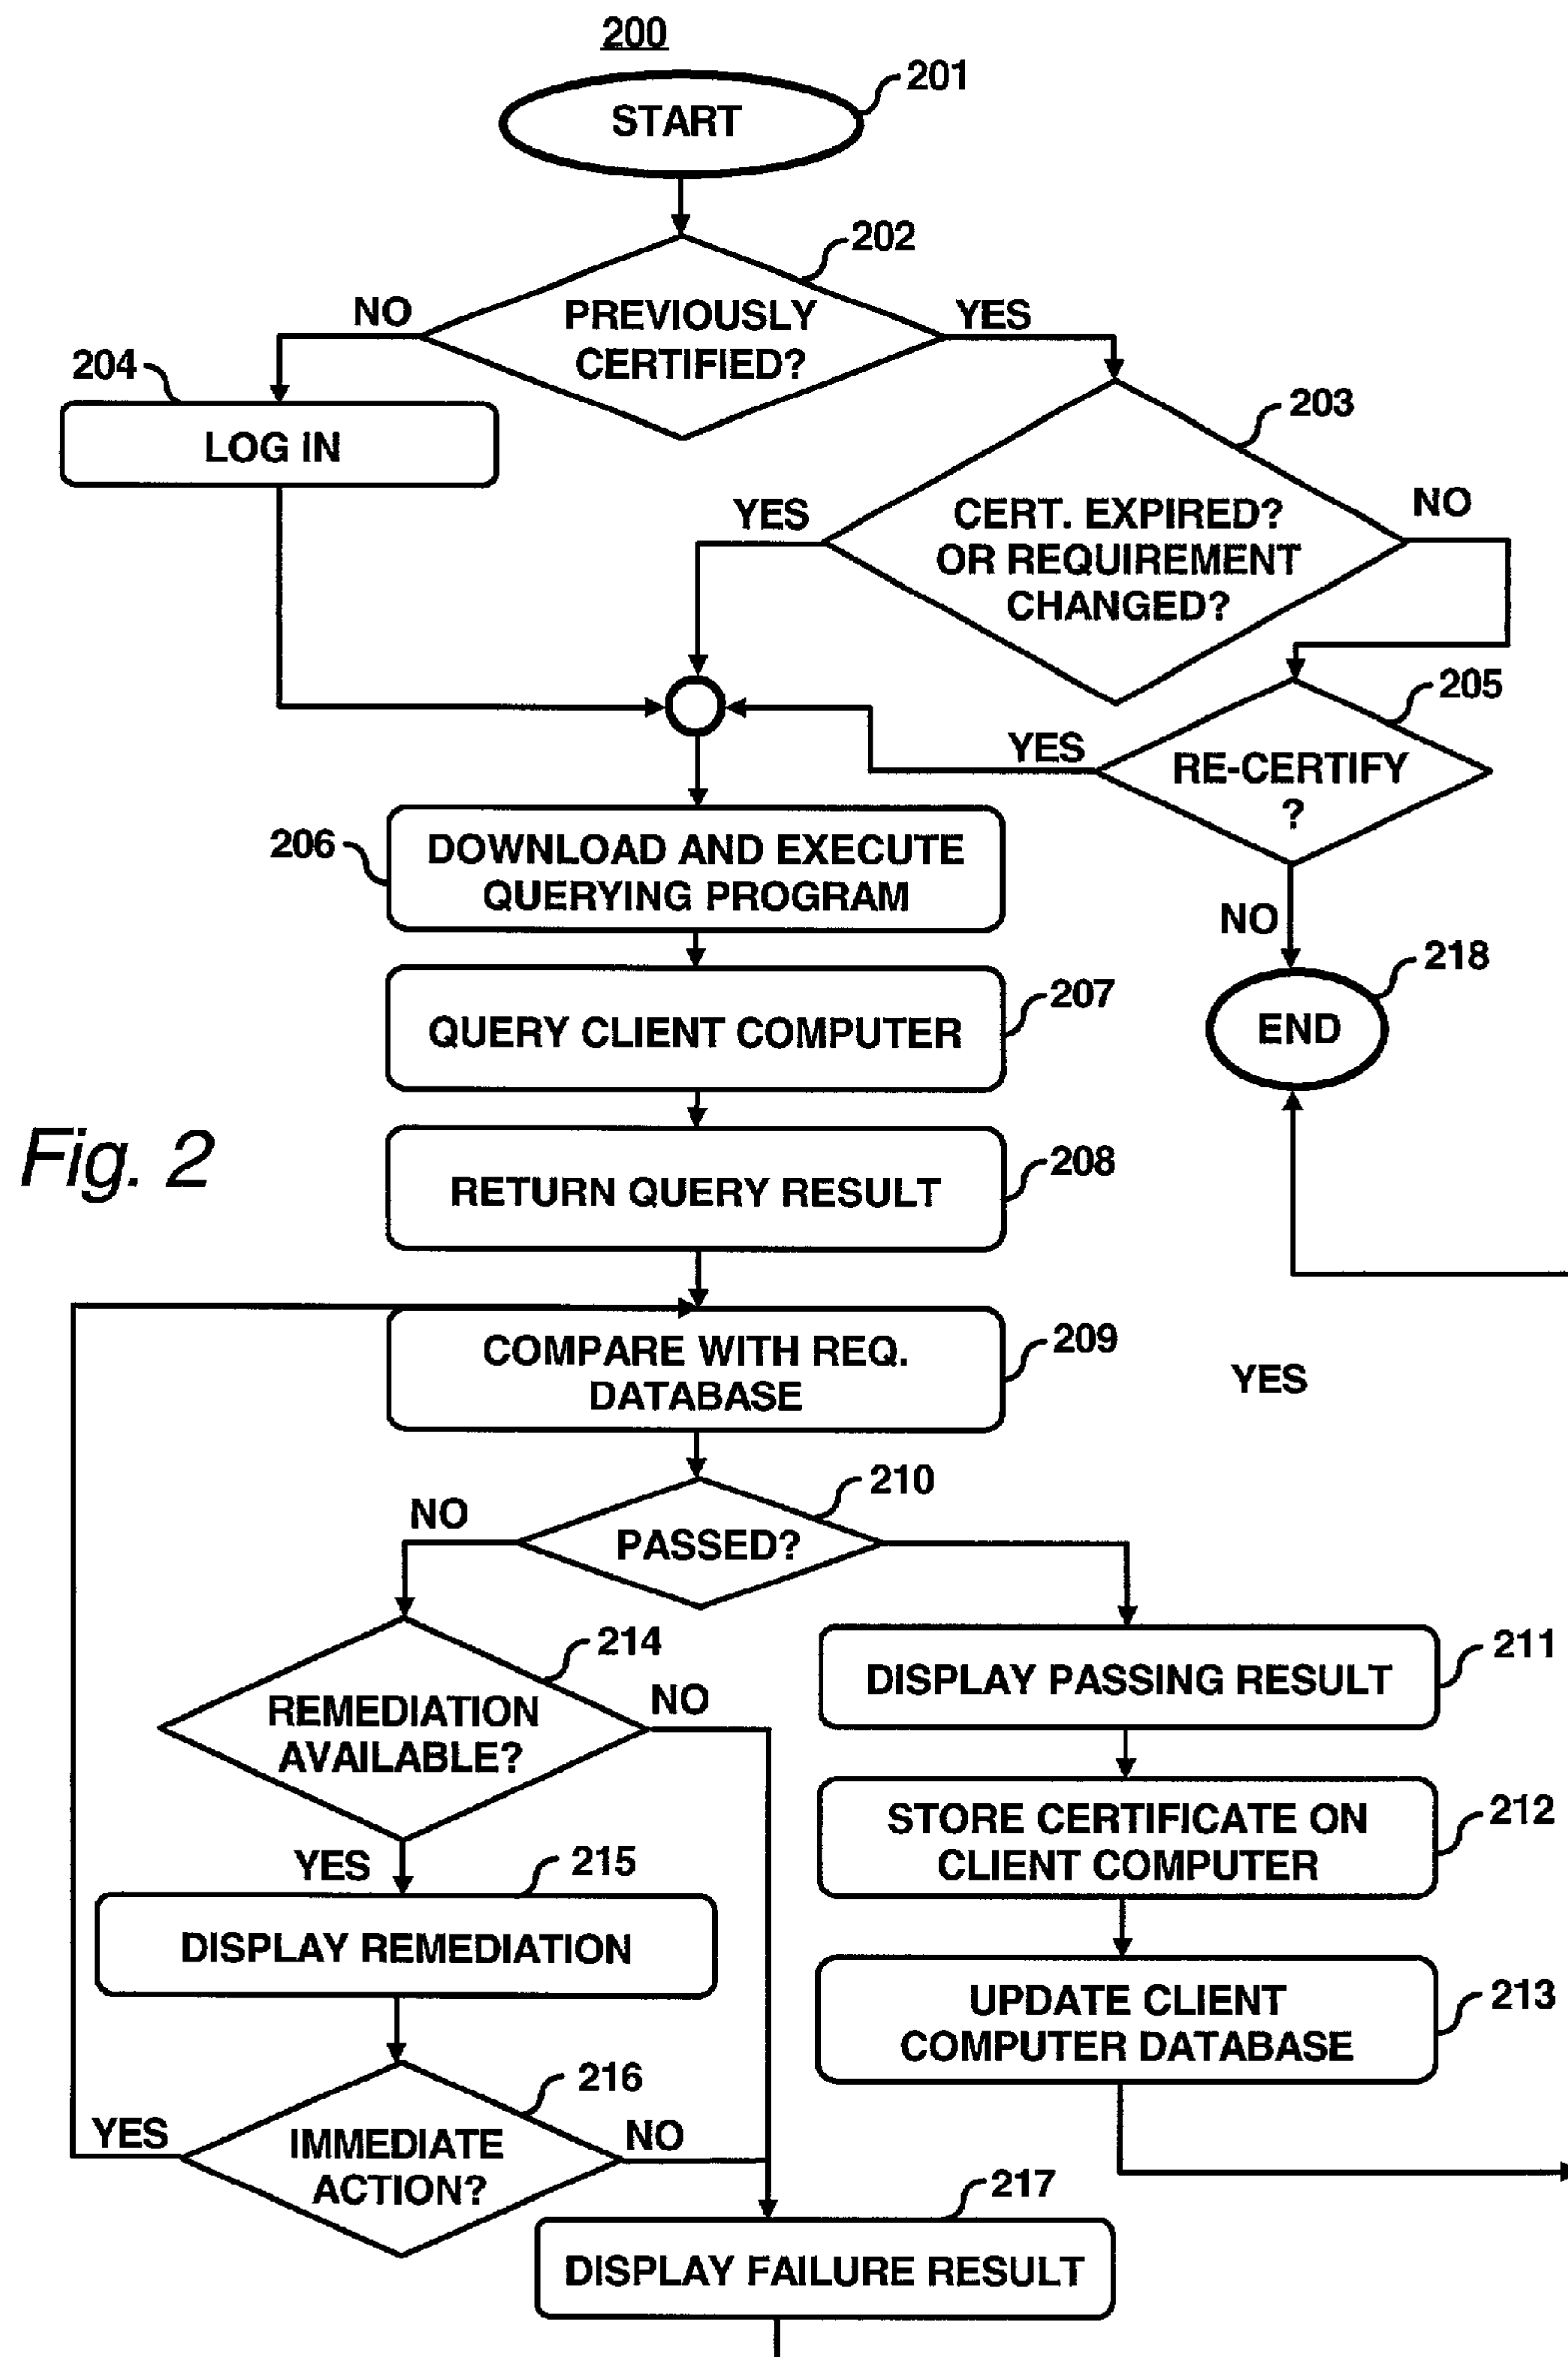 200
START
201
PREVIOUSLY
CERTIFIED?
202
NO
YES
204
LOG IN
203
CERT. EXPIRED?
OR REQUIREMENT
CHANGED?
YES
NO
205
RE-CERTIFY
?
YES
NO
206
DOWNLOAD AND EXECUTE
QUERYING PROGRAM
218
END
207
QUERY CLIENT COMPUTER
Fig. 2
208
RETURN QUERY RESULT
209
COMPARE WITH REQ.
DATABASE
YES
210
NO
PASSED?
214
REMEDIATION
AVAILABLE?
NO
211
DISPLAY PASSING RESULT
212
STORE CERTIFICATE ON
CLIENT COMPUTER
YES
215
DISPLAY REMEDIATION
213
UPDATE CLIENT
COMPUTER DATABASE
216
YES
IMMEDIATE
ACTION?
NO
217
DISPLAY FAILURE RESULT